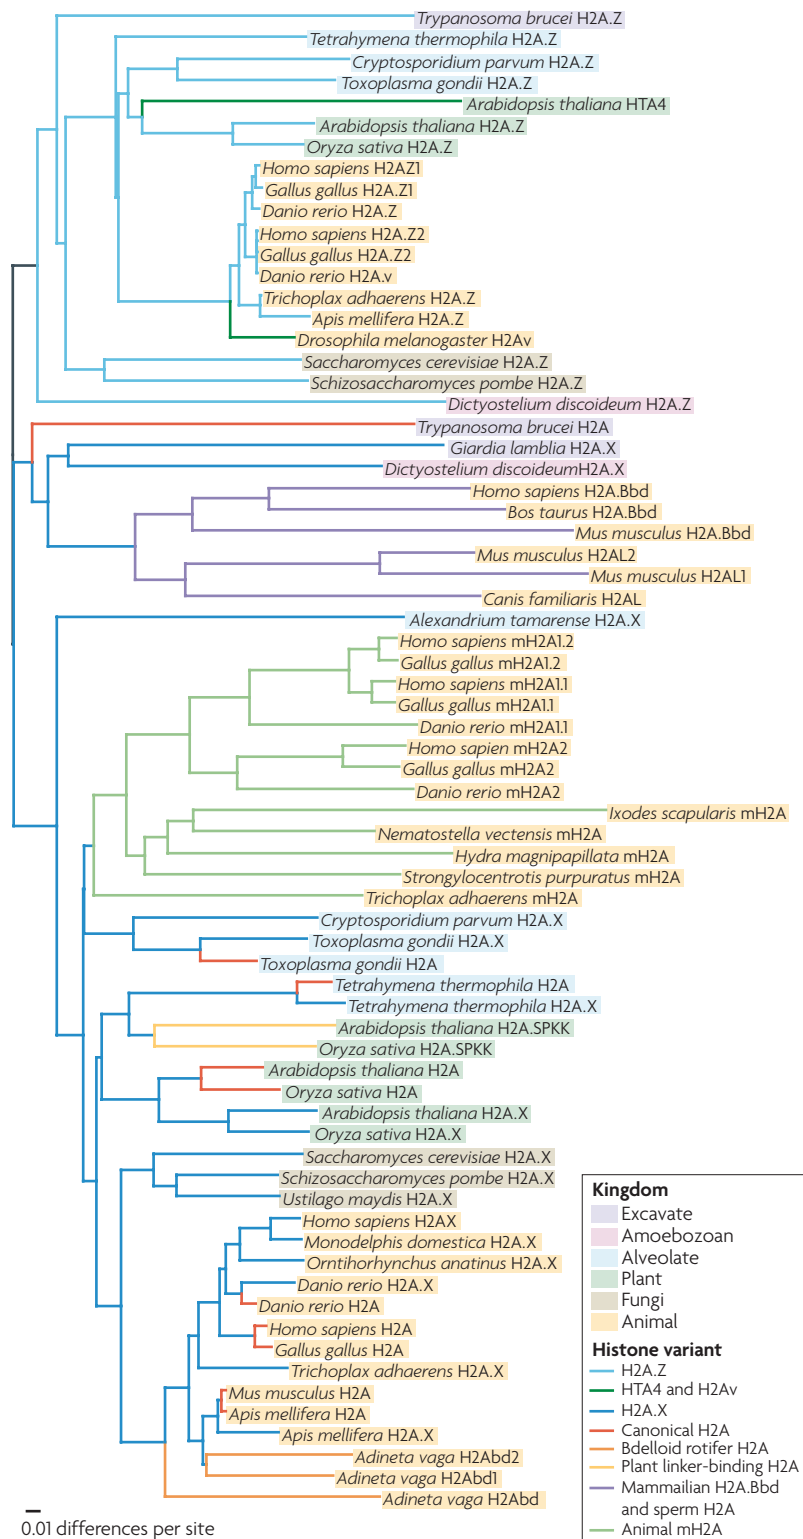 Trypanosoma brucei H2A.Z
Tetrahymena thermophila H2A.Z
Cryptosporidium parvum H2A.Z
Toxoplasma gondii H2A.Z
Arabidopsis thaliana HTA4
Arabidopsis thaliana H2A.Z
Oryza sativa H2A.Z
Homo sapiens H2AZ1
Gallus gallus H2A.Z1
Danio rerio H2A.Z
Homo sapiens H2A.Z2
Gallus gallus H2A.Z2
Danio rerio H2A.v
Trichoplax adhaerens H2A.Z
Apis mellifera H2A.Z
Drosophila melanogaster H2Av
Saccharomyces cerevisiae H2A.Z
Schizosaccharomyces pombe H2A.Z
Dictyostelium discoideum H2A.Z
Trypanosoma brucei H2A
Giardia lamblia H2A.X
Dictyostelium discoideumH2A.X
Homo sapiens H2A.Bbd
Bos taurus H2A.Bbd
Mus musculus H2A.Bbd
Mus musculus H2AL2
Mus musculus H2AL1
Canis familiaris H2AL
Alexandrium tamarense H2A.X
Homo sapiens mH2A1.2
Gallus gallus mH2A1.2
Homo sapiens mH2A1.1
Gallus gallus mH2A1.1
Danio rerio mH2A1.1
Homo sapien mH2A2
Gallus gallus mH2A2
Danio rerio mH2A2
Ixodes scapularis mH2A
Nematostella vectensis mH2A
Hydra magnipapillata mH2A
Strongylocentrotis purpuratus mH2A
Trichoplax adhaerens mH2A
Cryptosporidium parvum H2A.X
Toxoplasma gondii H2A.X
Toxoplasma gondii H2A
Tetrahymena thermophila H2A
Tetrahymena thermophila H2A.X
Arabidopsis thaliana H2A.SPKK
Oryza sativa H2A.SPKK
Arabidopsis thaliana H2A
Oryza sativa H2A
Arabidopsis thaliana H2A.X
Oryza sativa H2A.X
Saccharomyces cerevisiae H2A.X
Schizosaccharomyces pombe H2A.X
Ustilago maydis H2A.X
Homo sapiens H2AX
Monodelphis domestica H2A.X
Orntihorhynchus anatinus H2A.X
Danio rerio H2A.X
Danio rerio H2A
Homo sapiens H2A
Gallus gallus H2A
Trichoplax adhaerens H2A.X
Mus musculus H2A
Apis mellifera H2A
Apis mellifera H2A.X
Adineta vaga H2Abd2
Adineta vaga H2Abd1
Adineta vaga H2Abd
0.01 differences per site
Kingdom
Excavate
Amoebozoan
Alveolate
Plant
Fungi
Animal
Histone variant
H2A.Z
HTA4 and H2Av
H2A.X
Canonical H2A
Bdelloid rotifer H2A
Plant linker-binding H2A
Mammailian H2A.Bbd
and sperm H2A
Animal mH2A